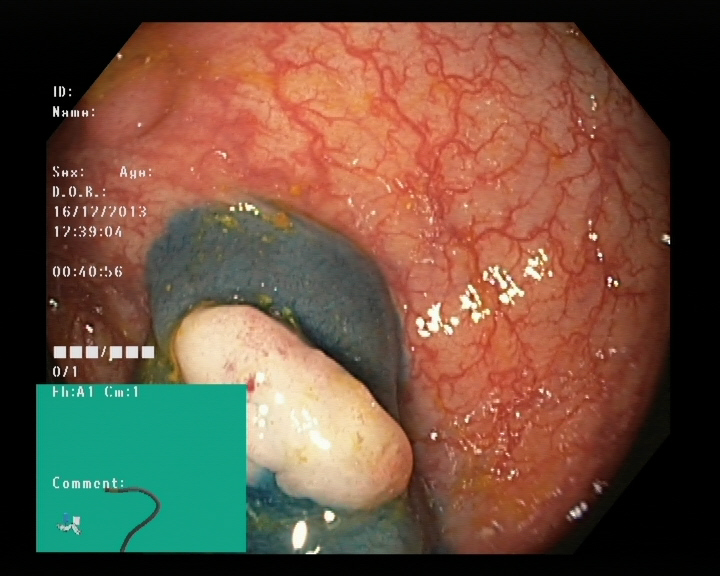 ID:
Name:
Sex: Age:
D.O.B.:
16/12/2013
12:39:04
00:40:56
■■■/■■■
0/1
Eh:A1 Cm:1
Comment: